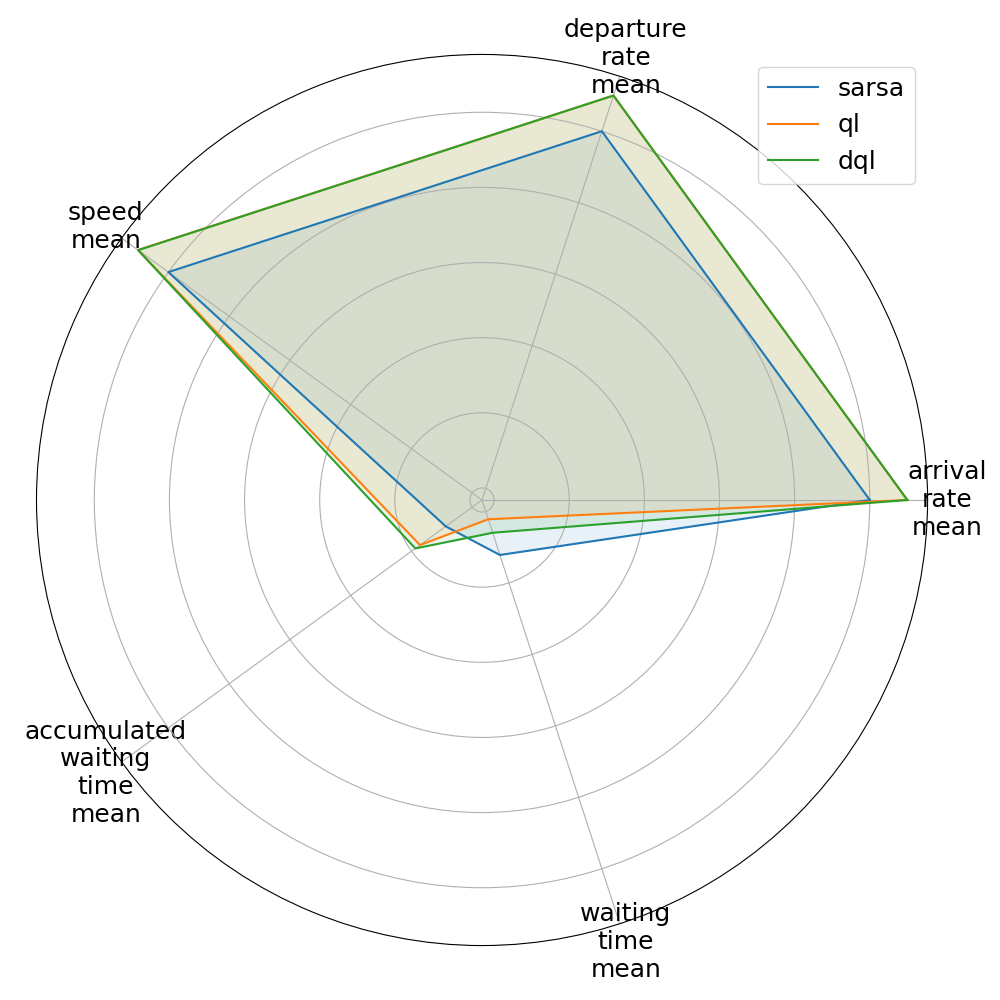 departure
rate
mean
sarsa
ql
dql
speed
mean
arrival
rate
mean
accumulated
waiting
time
mean
waiting
time
mean